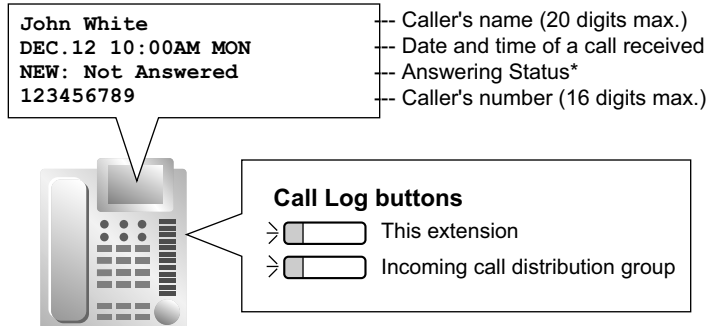 John White --- Caller's name (20 digits max.)
DEC.12 10:00AM MON --- Date and time of a call received
NEW: Not Answered --- Answering Status*
123456789 --- Caller's number (16 digits max.)
Call Log buttons
This extension
Incoming call distribution group